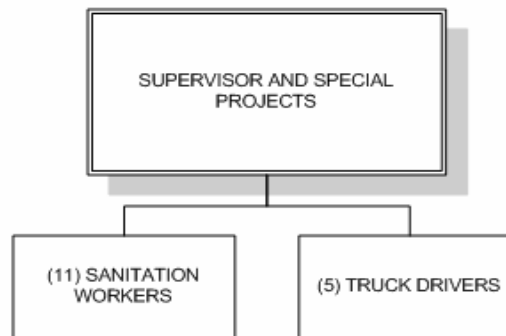 SUPERVISOR AND SPECIAL
PROJECTS
(11) SANITATION
WORKERS
(5) TRUCK DRIVERS